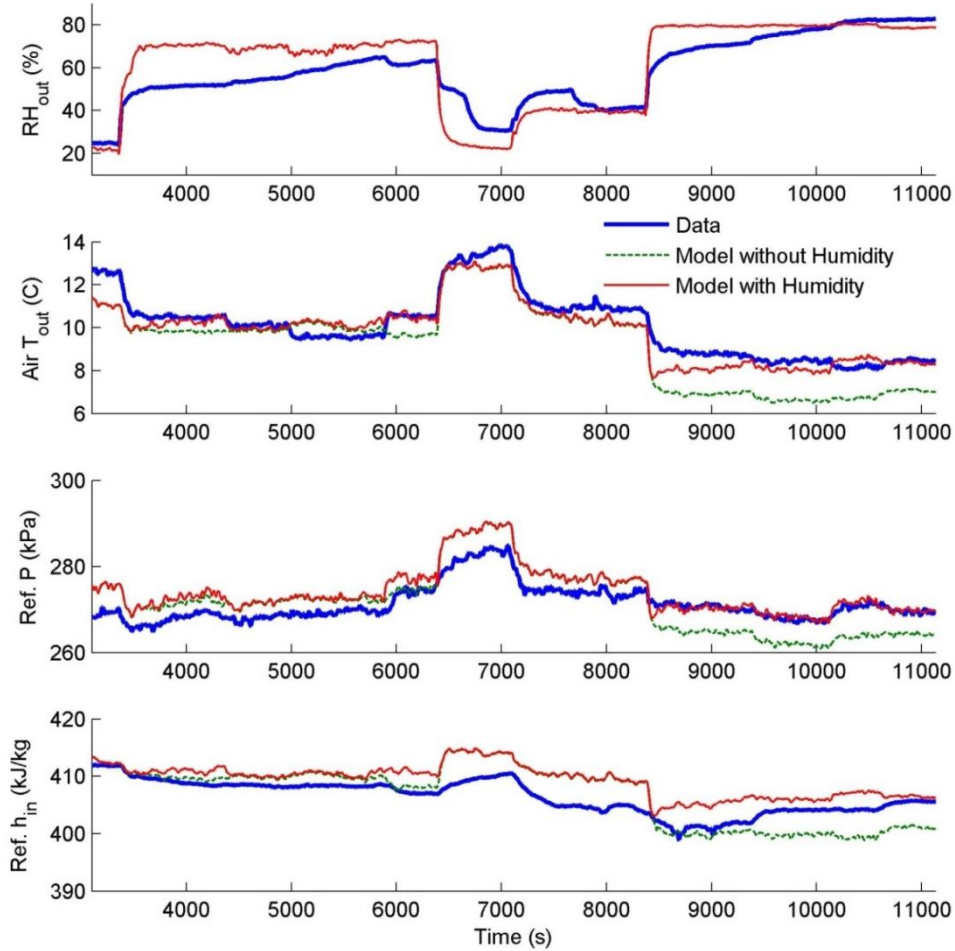 80
60
40
20
RH_out (%)
4000 5000 6000 7000 8000 9000 10000 11000
14
12
10
8
6
Air T_out (C)
Data
Model without Humidity
Model with Humidity
4000 5000 6000 7000 8000 9000 10000 11000
300
280
260
Ref. P (kPa)
4000 5000 6000 7000 8000 9000 10000 11000
420
410
400
390
Ref. h_in (kJ/kg)
4000 5000 6000 7000 8000 9000 10000 11000
Time (s)